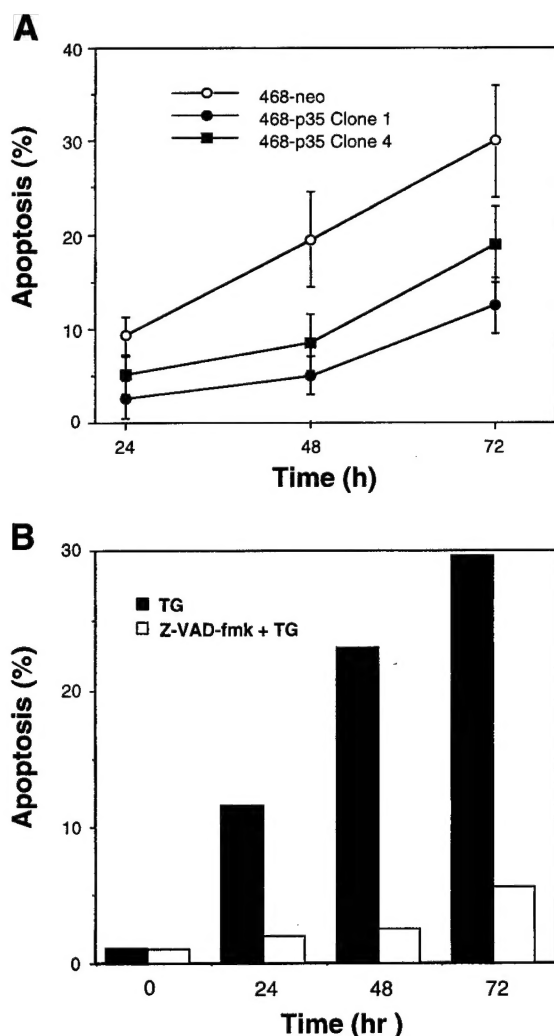 A
40
30
20
10
0
Apoptosis (%)
468-neo
468-p35 Clone 1
468-p35 Clone 4
24
48
72
Time (h)
B
30
20
10
0
Apoptosis (%)
TG
Z-VAD-fmk + TG
0
24
48
72
Time (hr )